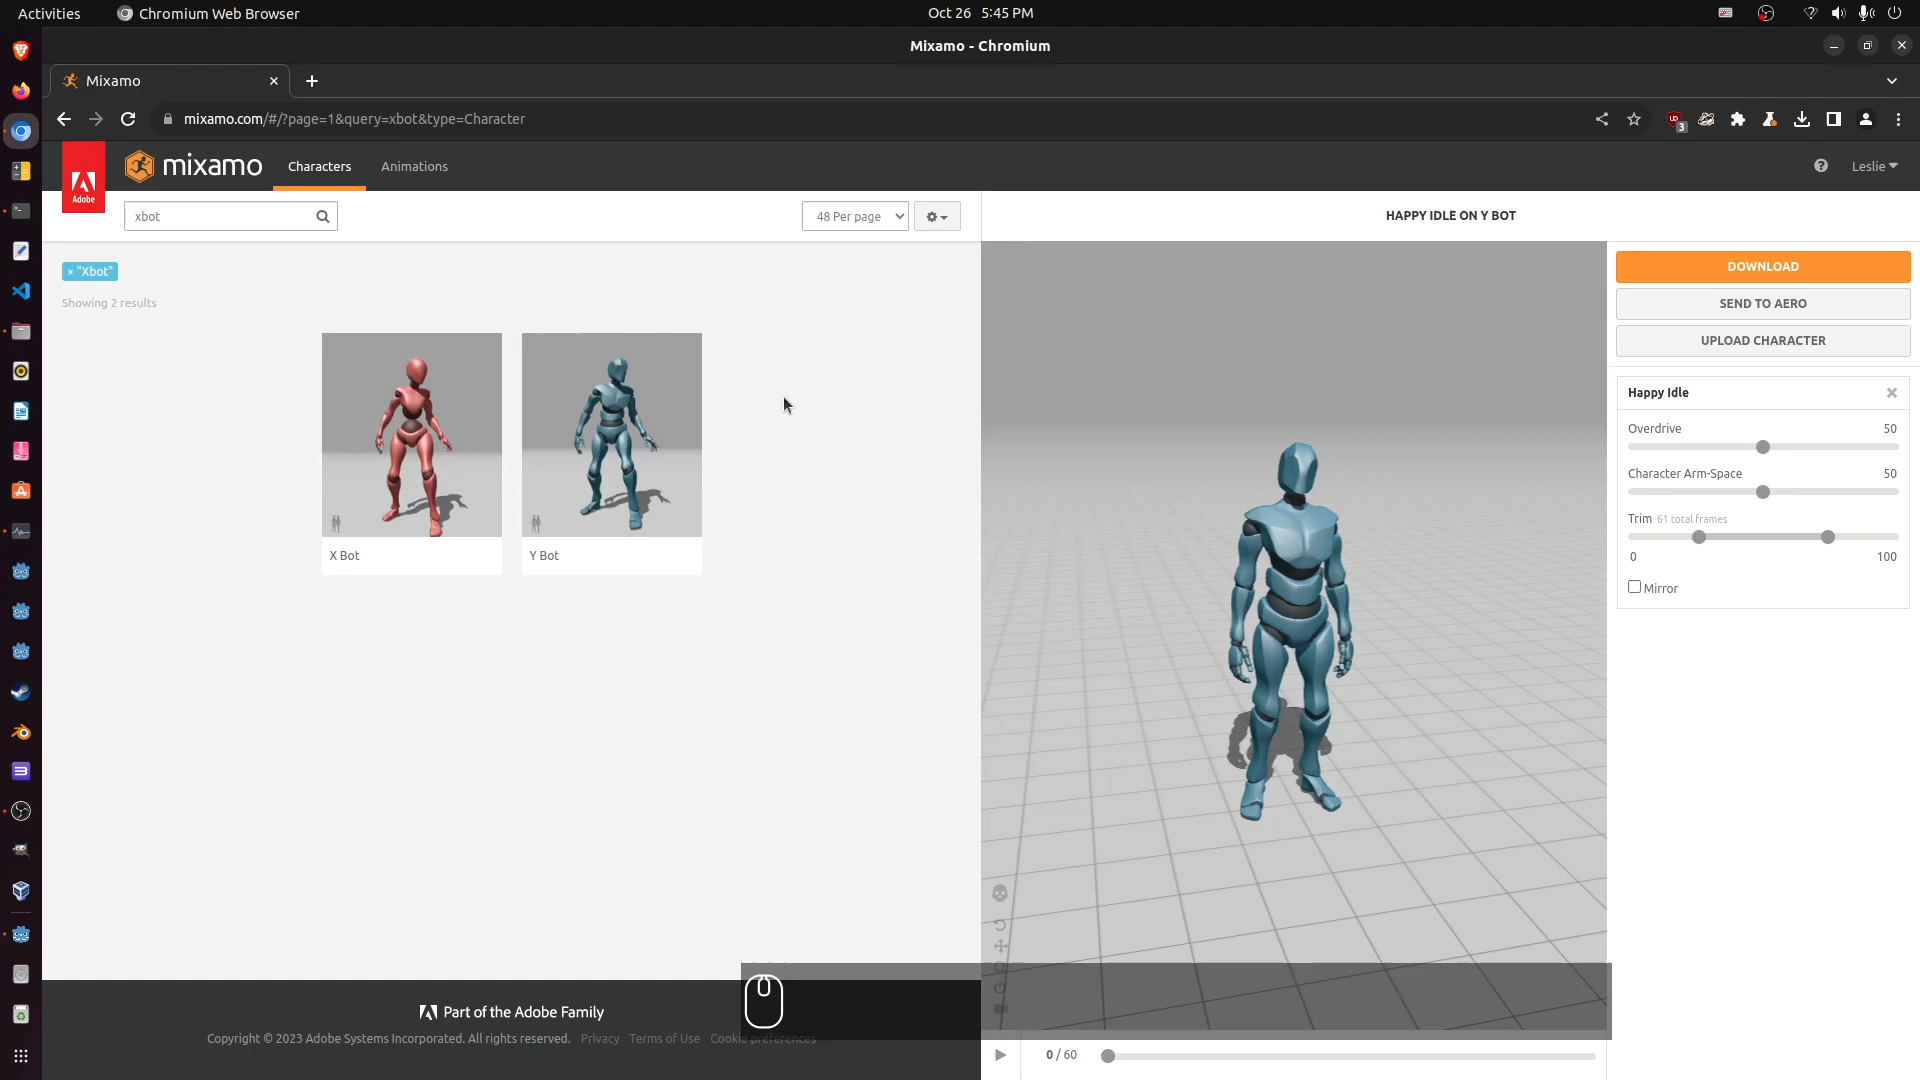 Activities
Chromium Web Browser
Oct 26 5:45 PM
Mixamo - Chromium
Mixamo
mixamo.com/#/?page=1&query=xbot&type=Character
3
Adobe
mixamo
Characters
Animations
Leslie
xbot
48 Per page
HAPPY IDLE ON Y BOT
× "Xbot"
Showing 2 results
X Bot
Y Bot
DOWNLOAD
SEND TO AERO
UPLOAD CHARACTER
Happy Idle
Overdrive 50
Character Arm-Space 50
Trim 61 total frames
0 100
Mirror
Part of the Adobe Family
Copyright © 2023 Adobe Systems Incorporated. All rights reserved. Privacy Terms of Use Cookie preferences
0 / 60